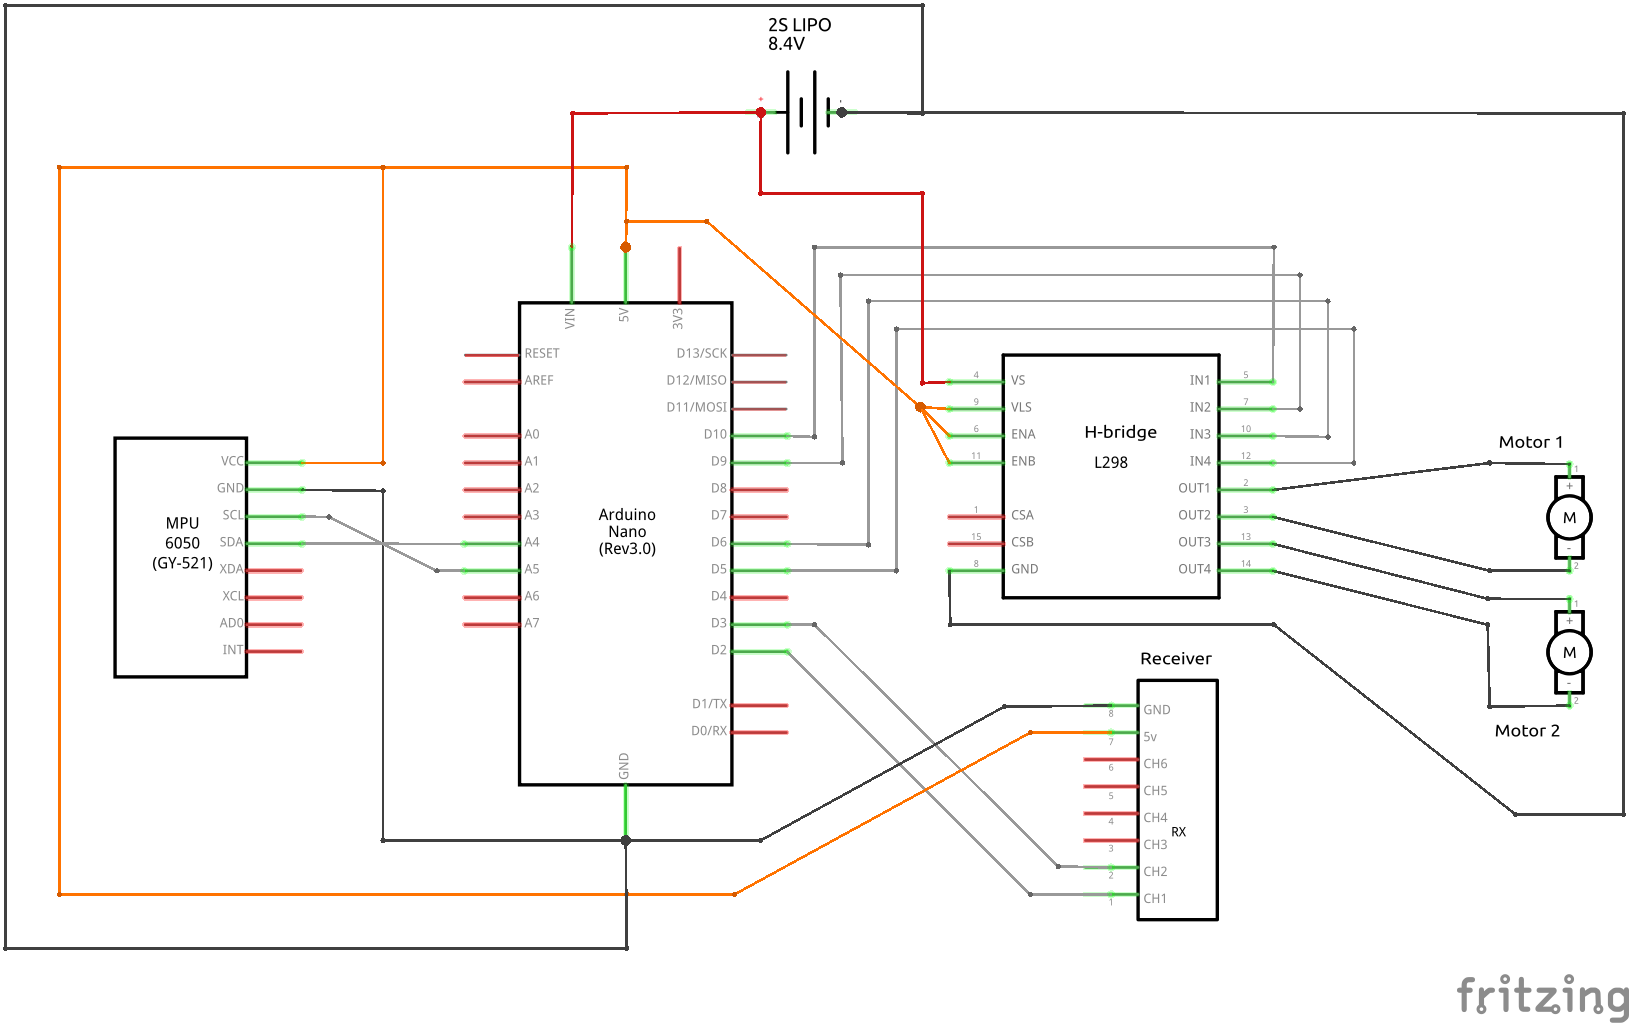 2S LIPO
8.4V
+
-
VIN
5V
3V3
RESET
AREF
A0
A1
A2
A3
A4
A5
A6
A7
D13/SCK
D12/MISO
D11/MOSI
D10
D9
D8
D7
D6
D5
D4
D3
D2
D1/TX
D0/RX
GND
Arduino
Nano
(Rev3.0)
VCC
GND
SCL
SDA
XDA
XCL
AD0
INT
MPU
6050
(GY-521)
4 VS
9 VLS
6 ENA
11 ENB
1 CSA
15 CSB
8 GND
H-bridge
L298
IN1 5
IN2 7
IN3 10
IN4 12
OUT1 2
OUT2 3
OUT3 13
OUT4 14
Motor 1
1
+
M
-
2
1
+
M
-
2
Motor 2
Receiver
8 GND
7 5v
6 CH6
5 CH5
4 CH4
3 CH3
2 CH2
1 CH1
RX
fritzing